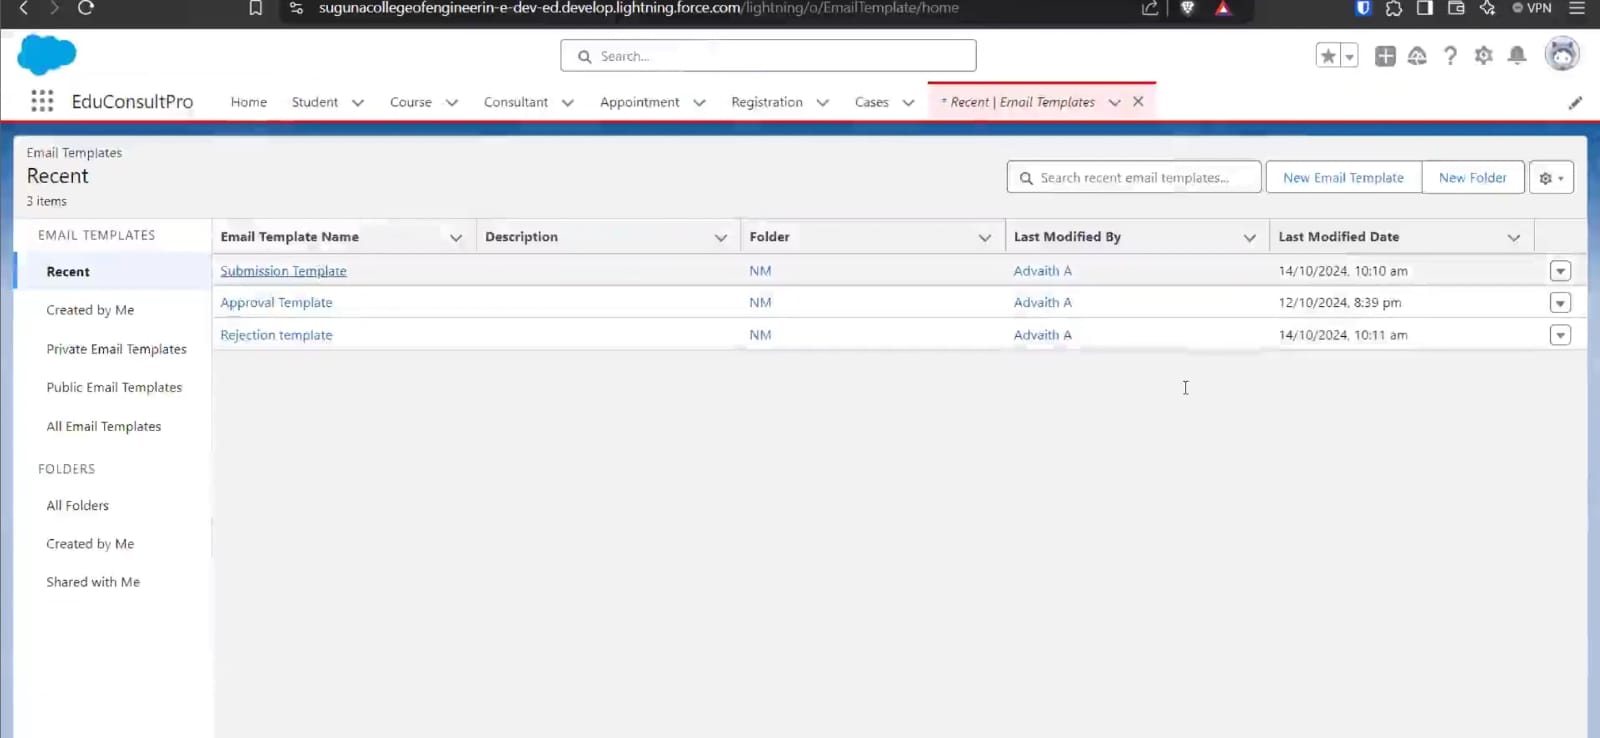 sugunacollegeofengineerin-e-dev-ed.develop.lightning.force.com/lightning/o/EmailTemplate/home
VPN
Search...
EduConsultPro
Home
Student
Course
Consultant
Appointment
Registration
Cases
* Recent | Email Templates
Email Templates
Recent
3 items
Search recent email templates...
New Email Template
New Folder
EMAIL TEMPLATES
Recent
Created by Me
Private Email Templates
Public Email Templates
All Email Templates
FOLDERS
All Folders
Created by Me
Shared with Me
Email Template Name Description Folder Last Modified By Last Modified Date
Submission Template NM Advaith A 14/10/2024, 10:10 am
Approval Template NM Advaith A 12/10/2024, 8:39 pm
Rejection template NM Advaith A 14/10/2024, 10:11 am